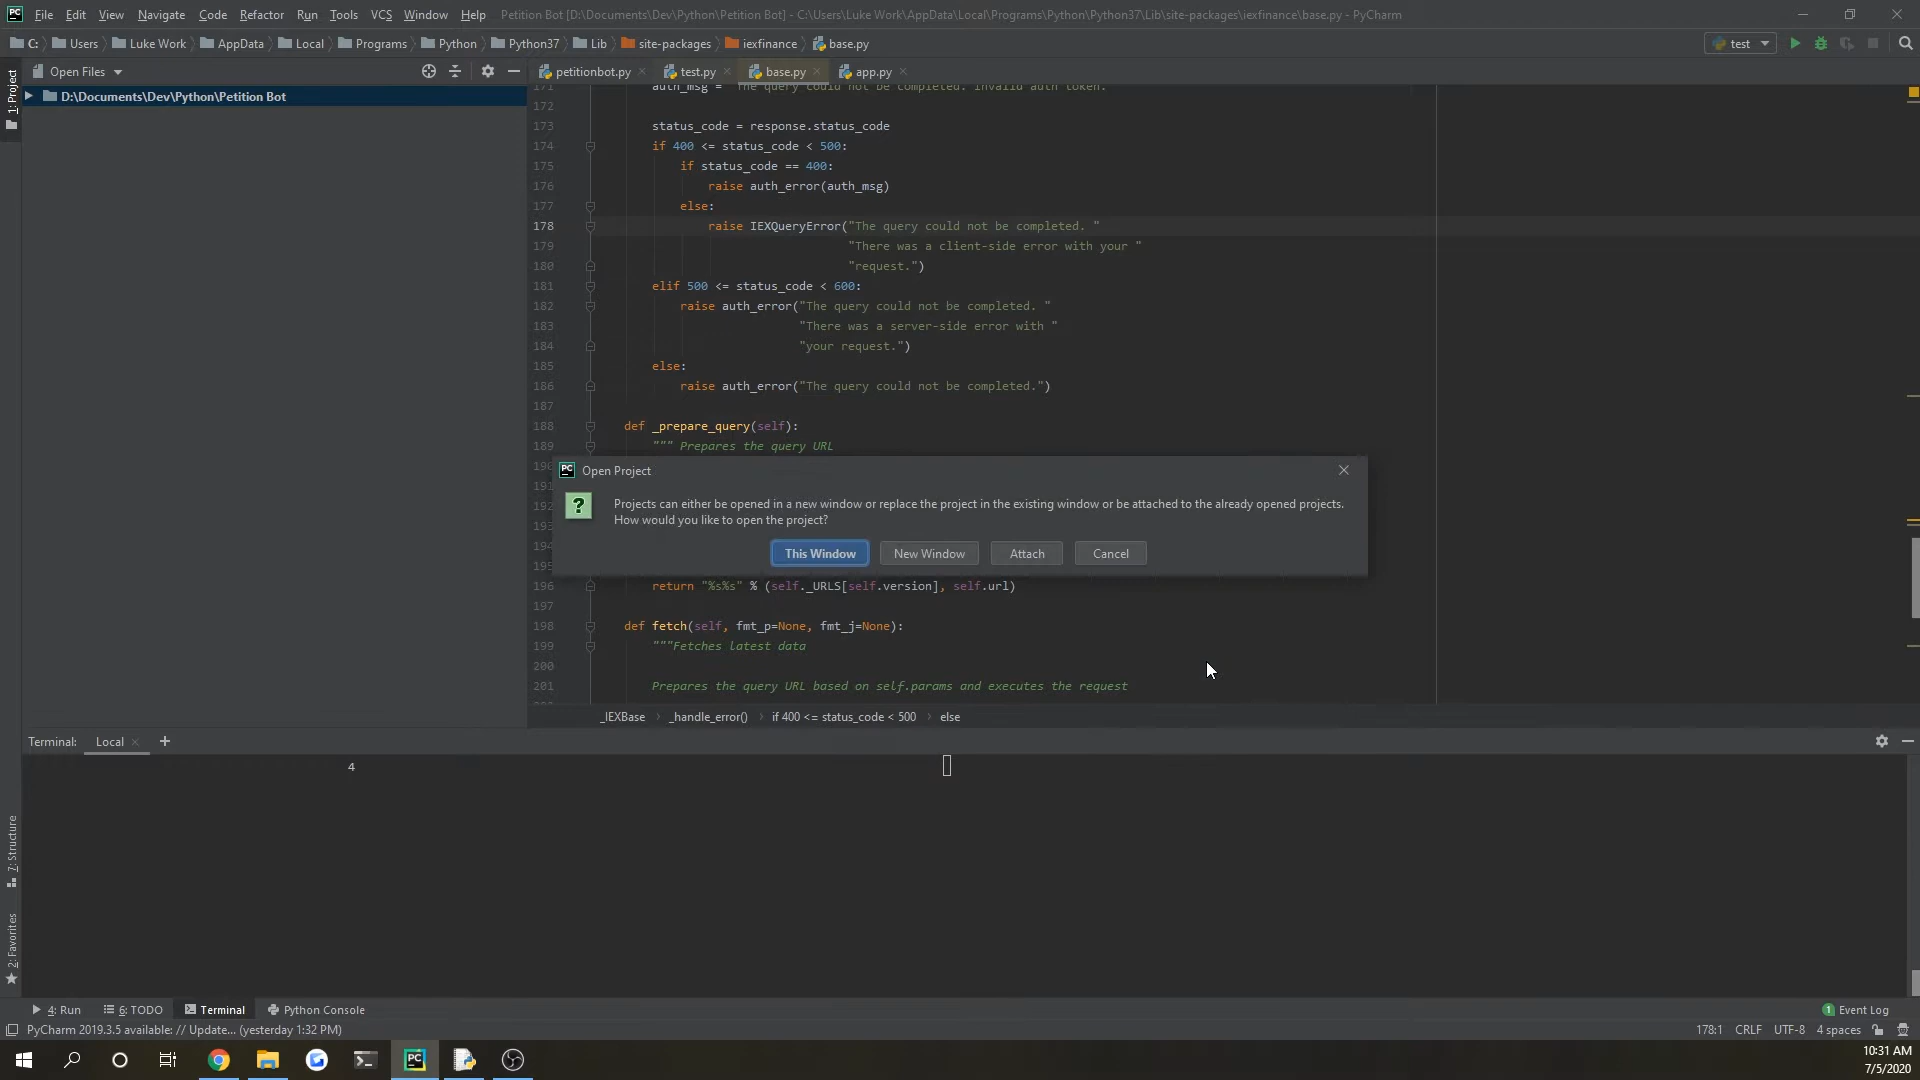 File Edit View Navigate Code Refactor Run Tools VCS Window Help Petition Bot [D:\Documents\Dev\Python\Petition Bot] - C:\Users\Luke Work\AppData\Local\Programs\Python\Python37\Lib\site-packages\iexfinance\base.py - PyCharm
C: Users Luke Work AppData Local Programs Python Python37 Lib site-packages iexfinance base.py test
1: Project
Open Files petitionbot.py test.py base.py app.py
D:\Documents\Dev\Python\Petition Bot
171 auth_msg = "The query could not be completed. Invalid auth token."
172
173 status_code = response.status_code
174 if 400 <= status_code < 500:
175 if status_code == 400:
176 raise auth_error(auth_msg)
177 else:
178 raise IEXQueryError("The query could not be completed. "
179 "There was a client-side error with your "
180 "request.")
181 elif 500 <= status_code < 600:
182 raise auth_error("The query could not be completed. "
183 "There was a server-side error with "
184 "your request.")
185 else:
186 raise auth_error("The query could not be completed.")
187
188 def _prepare_query(self):
189 """ Prepares the query URL
190
PC Open Project
191
192
193
194
195
Projects can either be opened in a new window or replace the project in the existing window or be attached to the already opened projects.
How would you like to open the project?
This Window New Window Attach Cancel
196 return "%s%s" % (self._URLS[self.version], self.url)
197
198 def fetch(self, fmt_p=None, fmt_j=None):
199 """Fetches latest data
200
201 Prepares the query URL based on self.params and executes the request
_IEXBase _handle_error() if 400 <= status_code < 500 else
Terminal: Local +
4
7: Structure
2: Favorites
4: Run 6: TODO Terminal Python Console 1 Event Log
PyCharm 2019.3.5 available: // Update... (yesterday 1:32 PM) 178:1 CRLF UTF-8 4 spaces
10:31 AM
7/5/2020